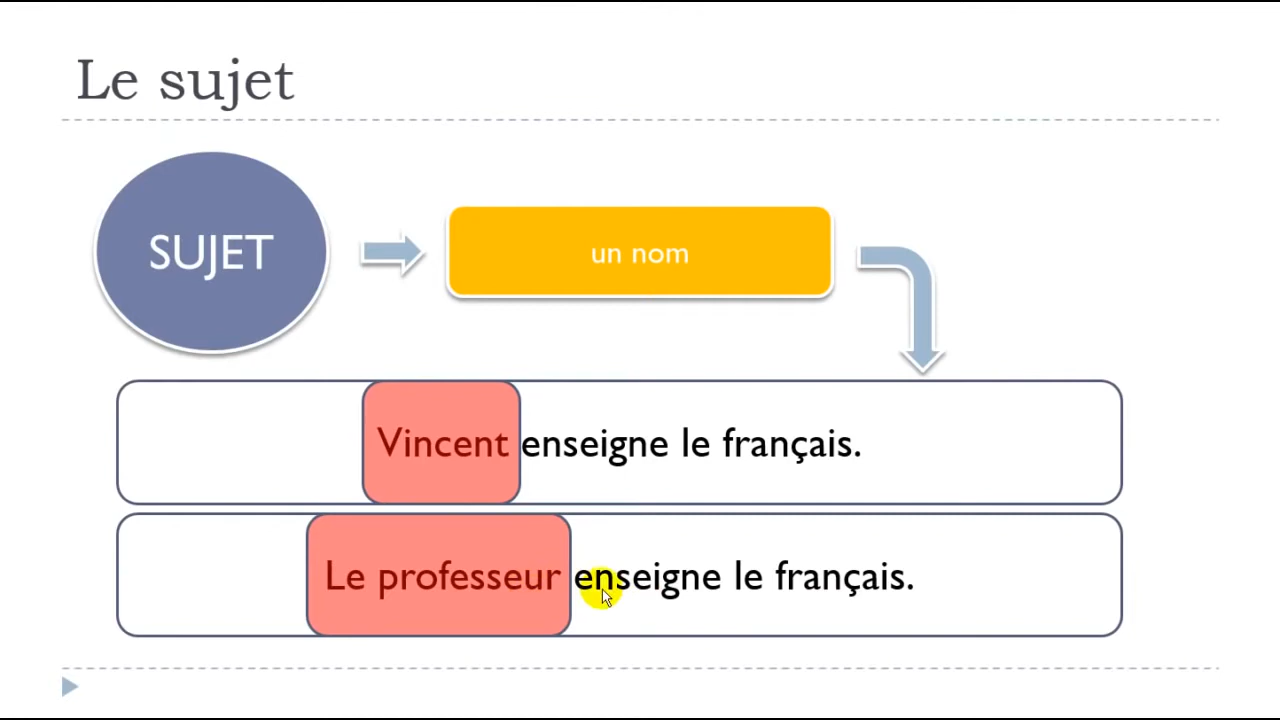 Le sujet
SUJET
un nom
Vincent enseigne le français.
Le professeur enseigne le français.